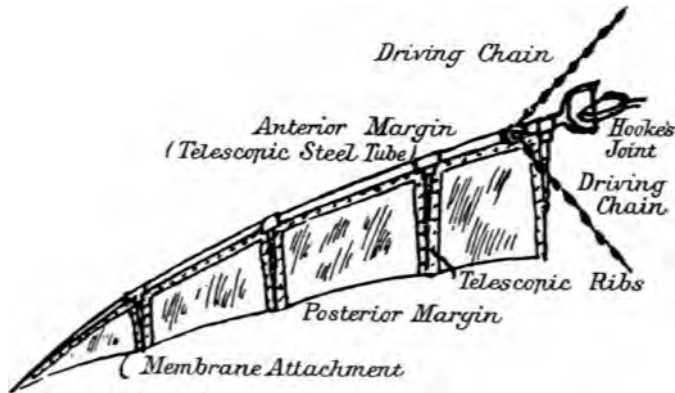 Driving Chain
Anterior Margin
(Telescopic Steel Tube)
Hooke's
Joint
Driving
Chain
Telescopic Ribs
Posterior Margin
Membrane Attachment